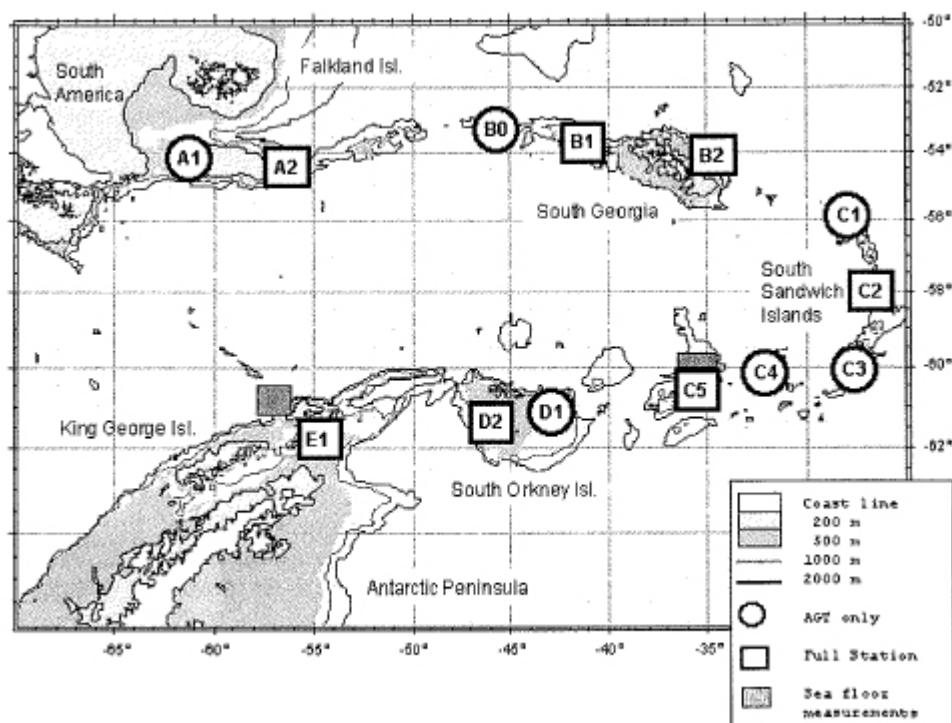 -50°
South
America
Falkland Isl.
-52°
A1
A2
B0
B1
B2
-54°
South Georgia
C1
-56°
South
Sandwich
Islands
C2
-58°
C3
C4
C5
-60°
King George Isl.
E1
D2
D1
-62°
South Orkney Isl.
Antarctic Peninsula
-65°
-60°
-55°
-50°
-45°
-40°
-35°
Coast line
200 m
500 m
1000 m
2000 m
AGT only
Full Station
Sea floor
measurements